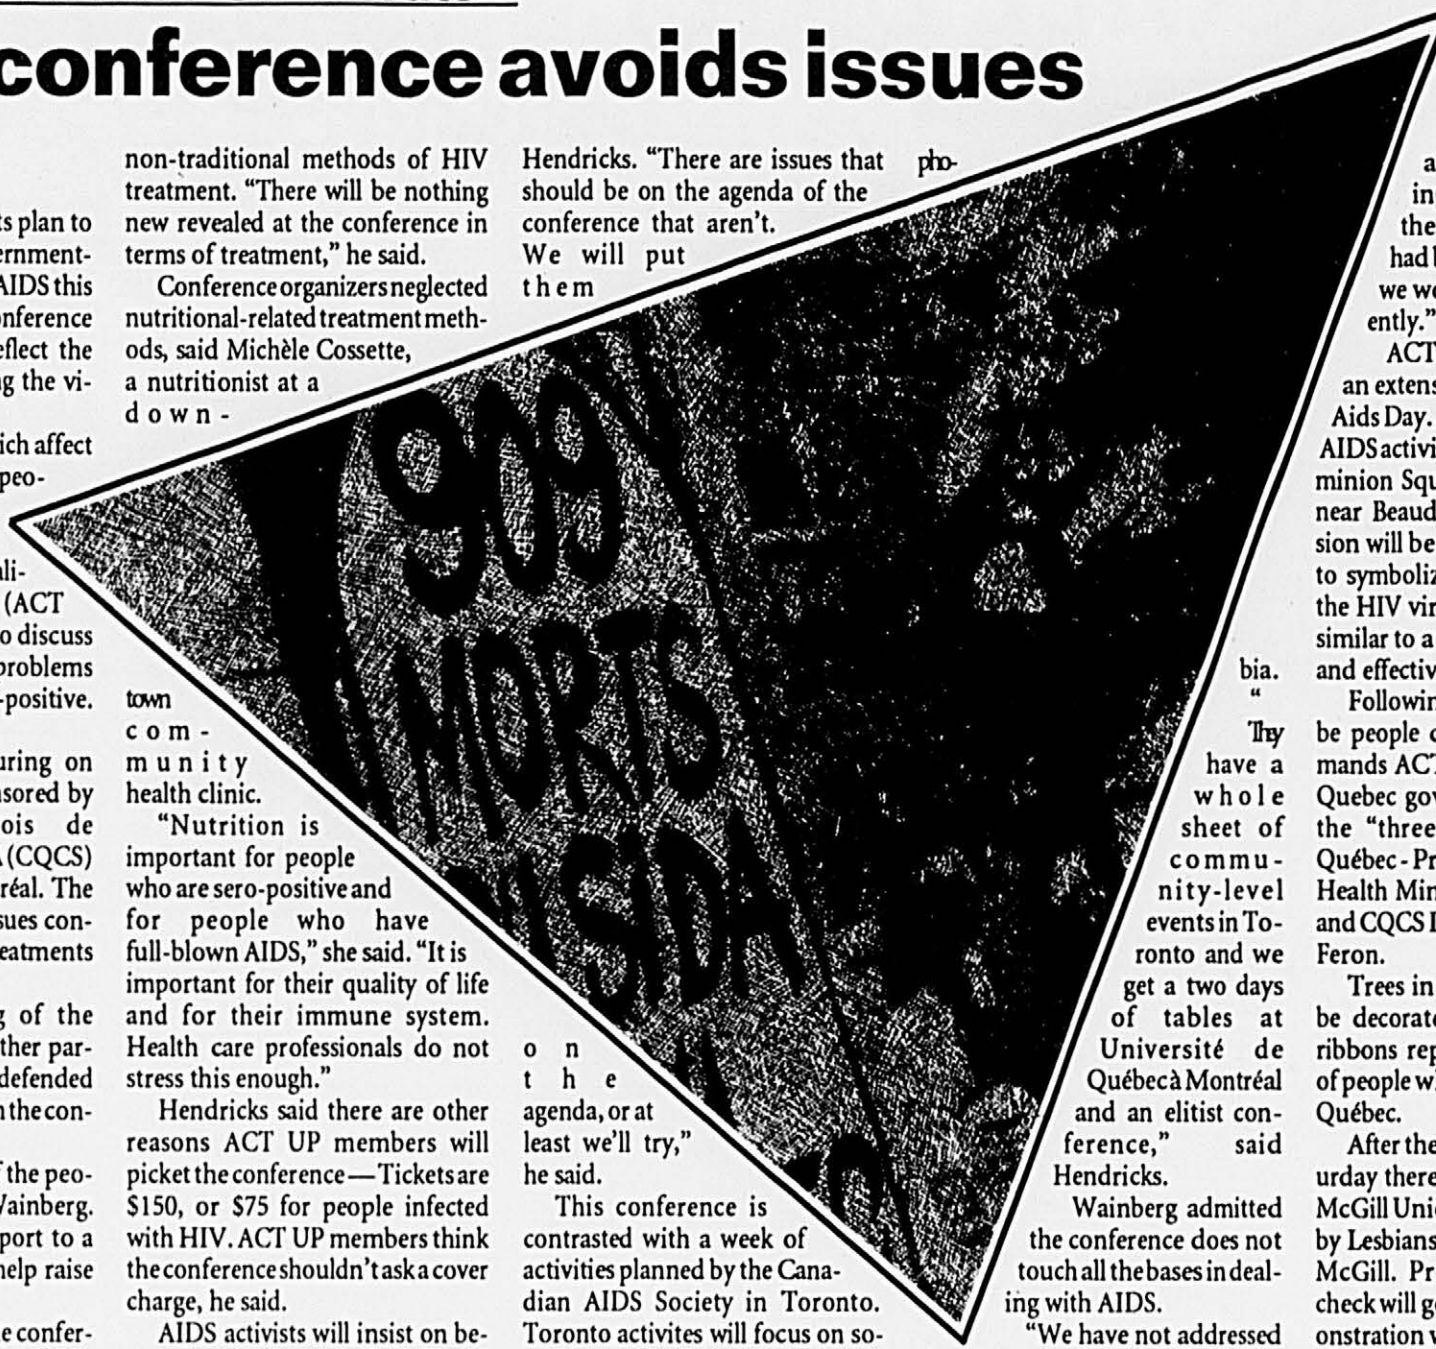 conference avoids issues
ts plan to
ernment-
AIDS this
onference
eflect the
g the vi-
ich affect
peo-
ali-
(ACT
o discuss
problems
-positive.
uring on
sored by
ois de
A (CQCS)
réal. The
sues con-
eatments
g of the
ther par-
defended
n the con-
f the peo-
Wainberg.
port to a
help raise
e confer-
non-traditional methods of HIV
treatment. “There will be nothing
new revealed at the conference in
terms of treatment,” he said.
Conference organizers neglected
nutritional-related treatment meth-
ods, said Michèle Cossette,
a nutritionist at a
down-
town
com-
munity
health clinic.
“Nutrition is
important for people
who are sero-positive and
for people who have
full-blown AIDS,” she said. “It is
important for their quality of life
and for their immune system.
Health care professionals do not
stress this enough.”
Hendricks said there are other
reasons ACT UP members will
picket the conference — Tickets are
$150, or $75 for people infected
with HIV. ACT UP members think
the conference shouldn't ask a cover
charge, he said.
AIDS activists will insist on be-
Hendricks. “There are issues that
should be on the agenda of the
conference that aren't.
We will put
them
on
the
agenda, or at
least we'll try,”
he said.
This conference is
contrasted with a week of
activities planned by the Cana-
dian AIDS Society in Toronto.
Toronto activites will focus on so-
909
MORTS
SIDA
pho-
bia.
“
They
have a
whole
sheet of
commu-
nity-level
events in To-
ronto and we
get a two days
of tables at
Université de
Québec à Montréal
and an elitist con-
ference,” said
Hendricks.
Wainberg admitted
the conference does not
touch all the bases in deal-
ing with AIDS.
“We have not addressed
a
in
the
had
we we
ently.”
ACT
an extens
Aids Day.
AIDS activi
minion Squ
near Beaud
sion will be
to symboliz
the HIV vir
similar to a
and effectiv
Followin
be people c
mands ACT
Quebec gov
the “three
Québec - Pr
Health Min
and CQCS D
Feron.
Trees in
be decorate
ribbons rep
of people wh
Québec.
After the
urday there
McGill Unio
by Lesbians
McGill. Pr
check will go
onstration w